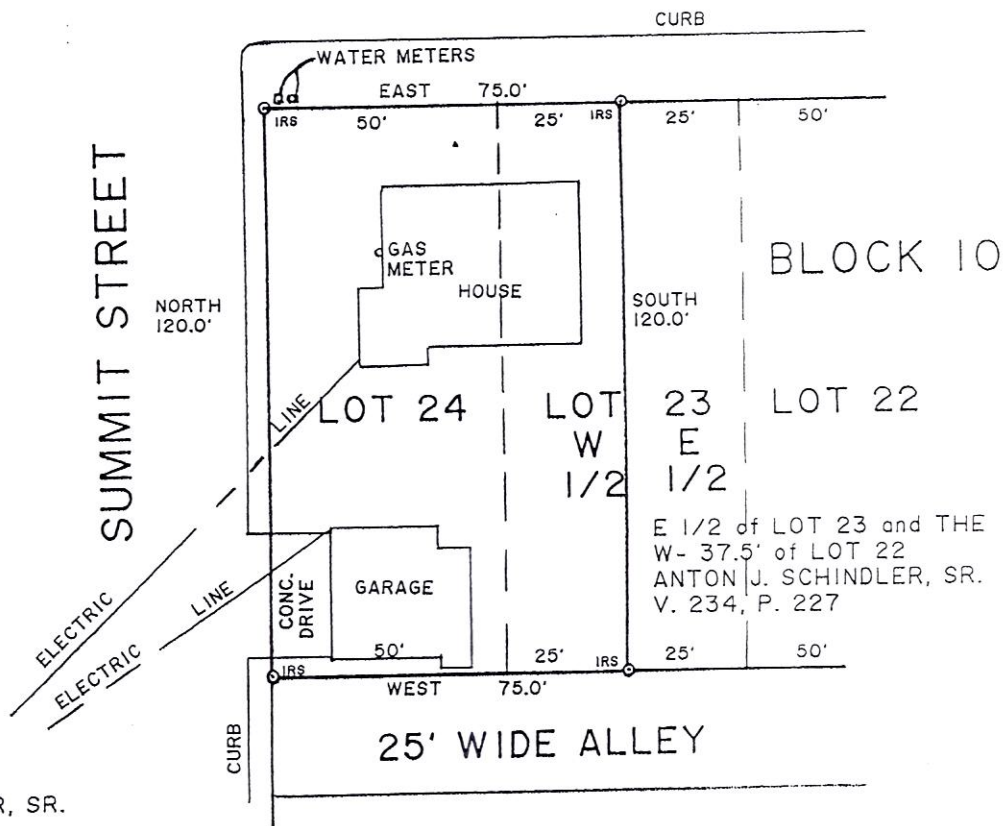 CURB
WATER METERS
EAST 75.0'
IRS 50' 25' IRS 25' 50'
SUMMIT STREET
GAS
METER
HOUSE
BLOCK 10
NORTH
120.0'
SOUTH
120.0'
LINE
LOT 24
LOT 23
W E
1/2 1/2
LOT 22
E 1/2 of LOT 23 and THE
W- 37.5' of LOT 22
ANTON J. SCHINDLER, SR.
V. 234, P. 227
CONC.
DRIVE
GARAGE
ELECTRIC
LINE
ELECTRIC
IRS 50' 25' IRS 25' 50'
WEST 75.0'
CURB
25' WIDE ALLEY
R, SR.